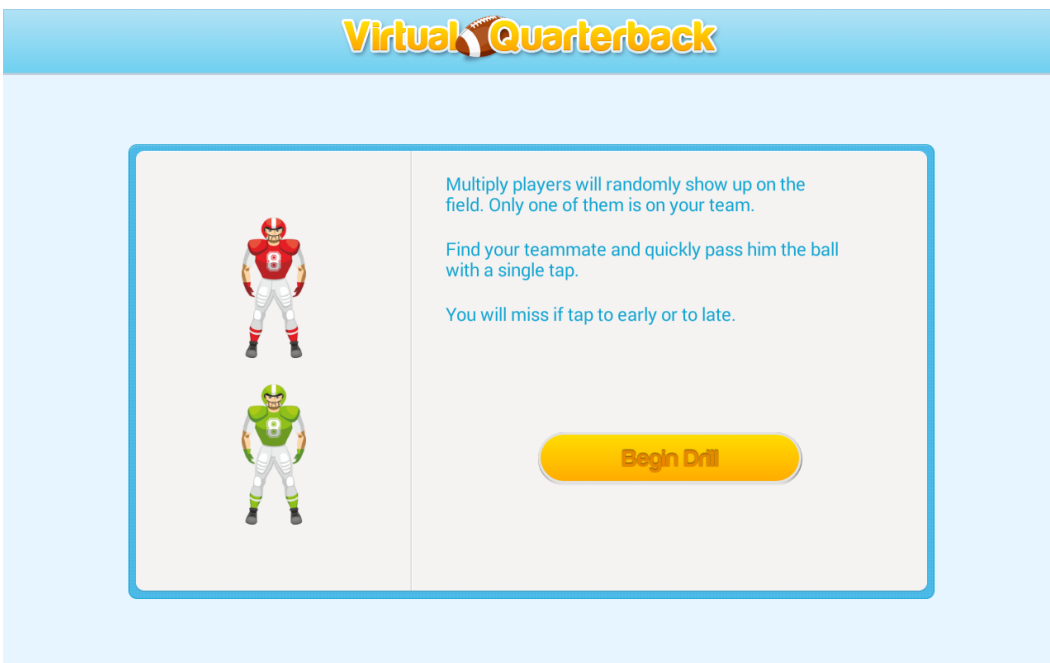 Virtual Quarterback
Multiply players will randomly show up on the
field. Only one of them is on your team.
Find your teammate and quickly pass him the ball
with a single tap.
You will miss if tap to early or to late.
8
8
Begin Drill